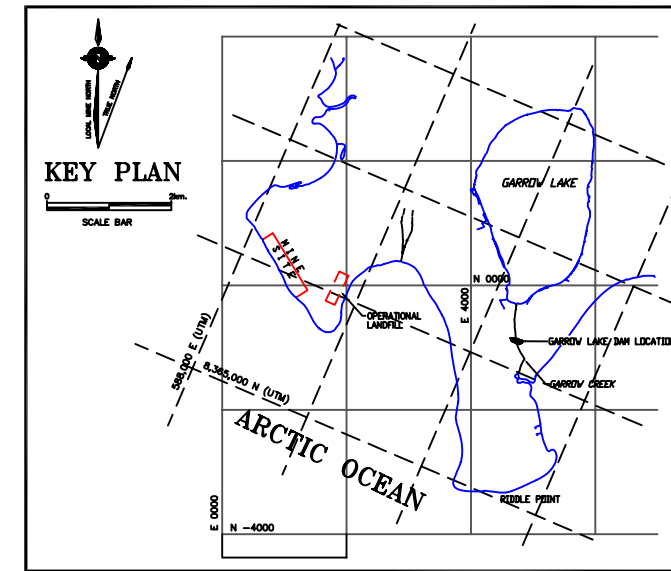 LOCAL MINE NORTH
TRUE NORTH
KEY PLAN
0 2km.
SCALE BAR
GARROW LAKE
MINE
SITE
N 0000
E 4000
OPERATIONAL
LANDFILL
GARROW LAKE DAM LOCATION
GARROW CREEK
588,000 E (UTM)
8,365,000 N (UTM)
ARCTIC OCEAN
RIDDLE POINT
E 0000
N -4000